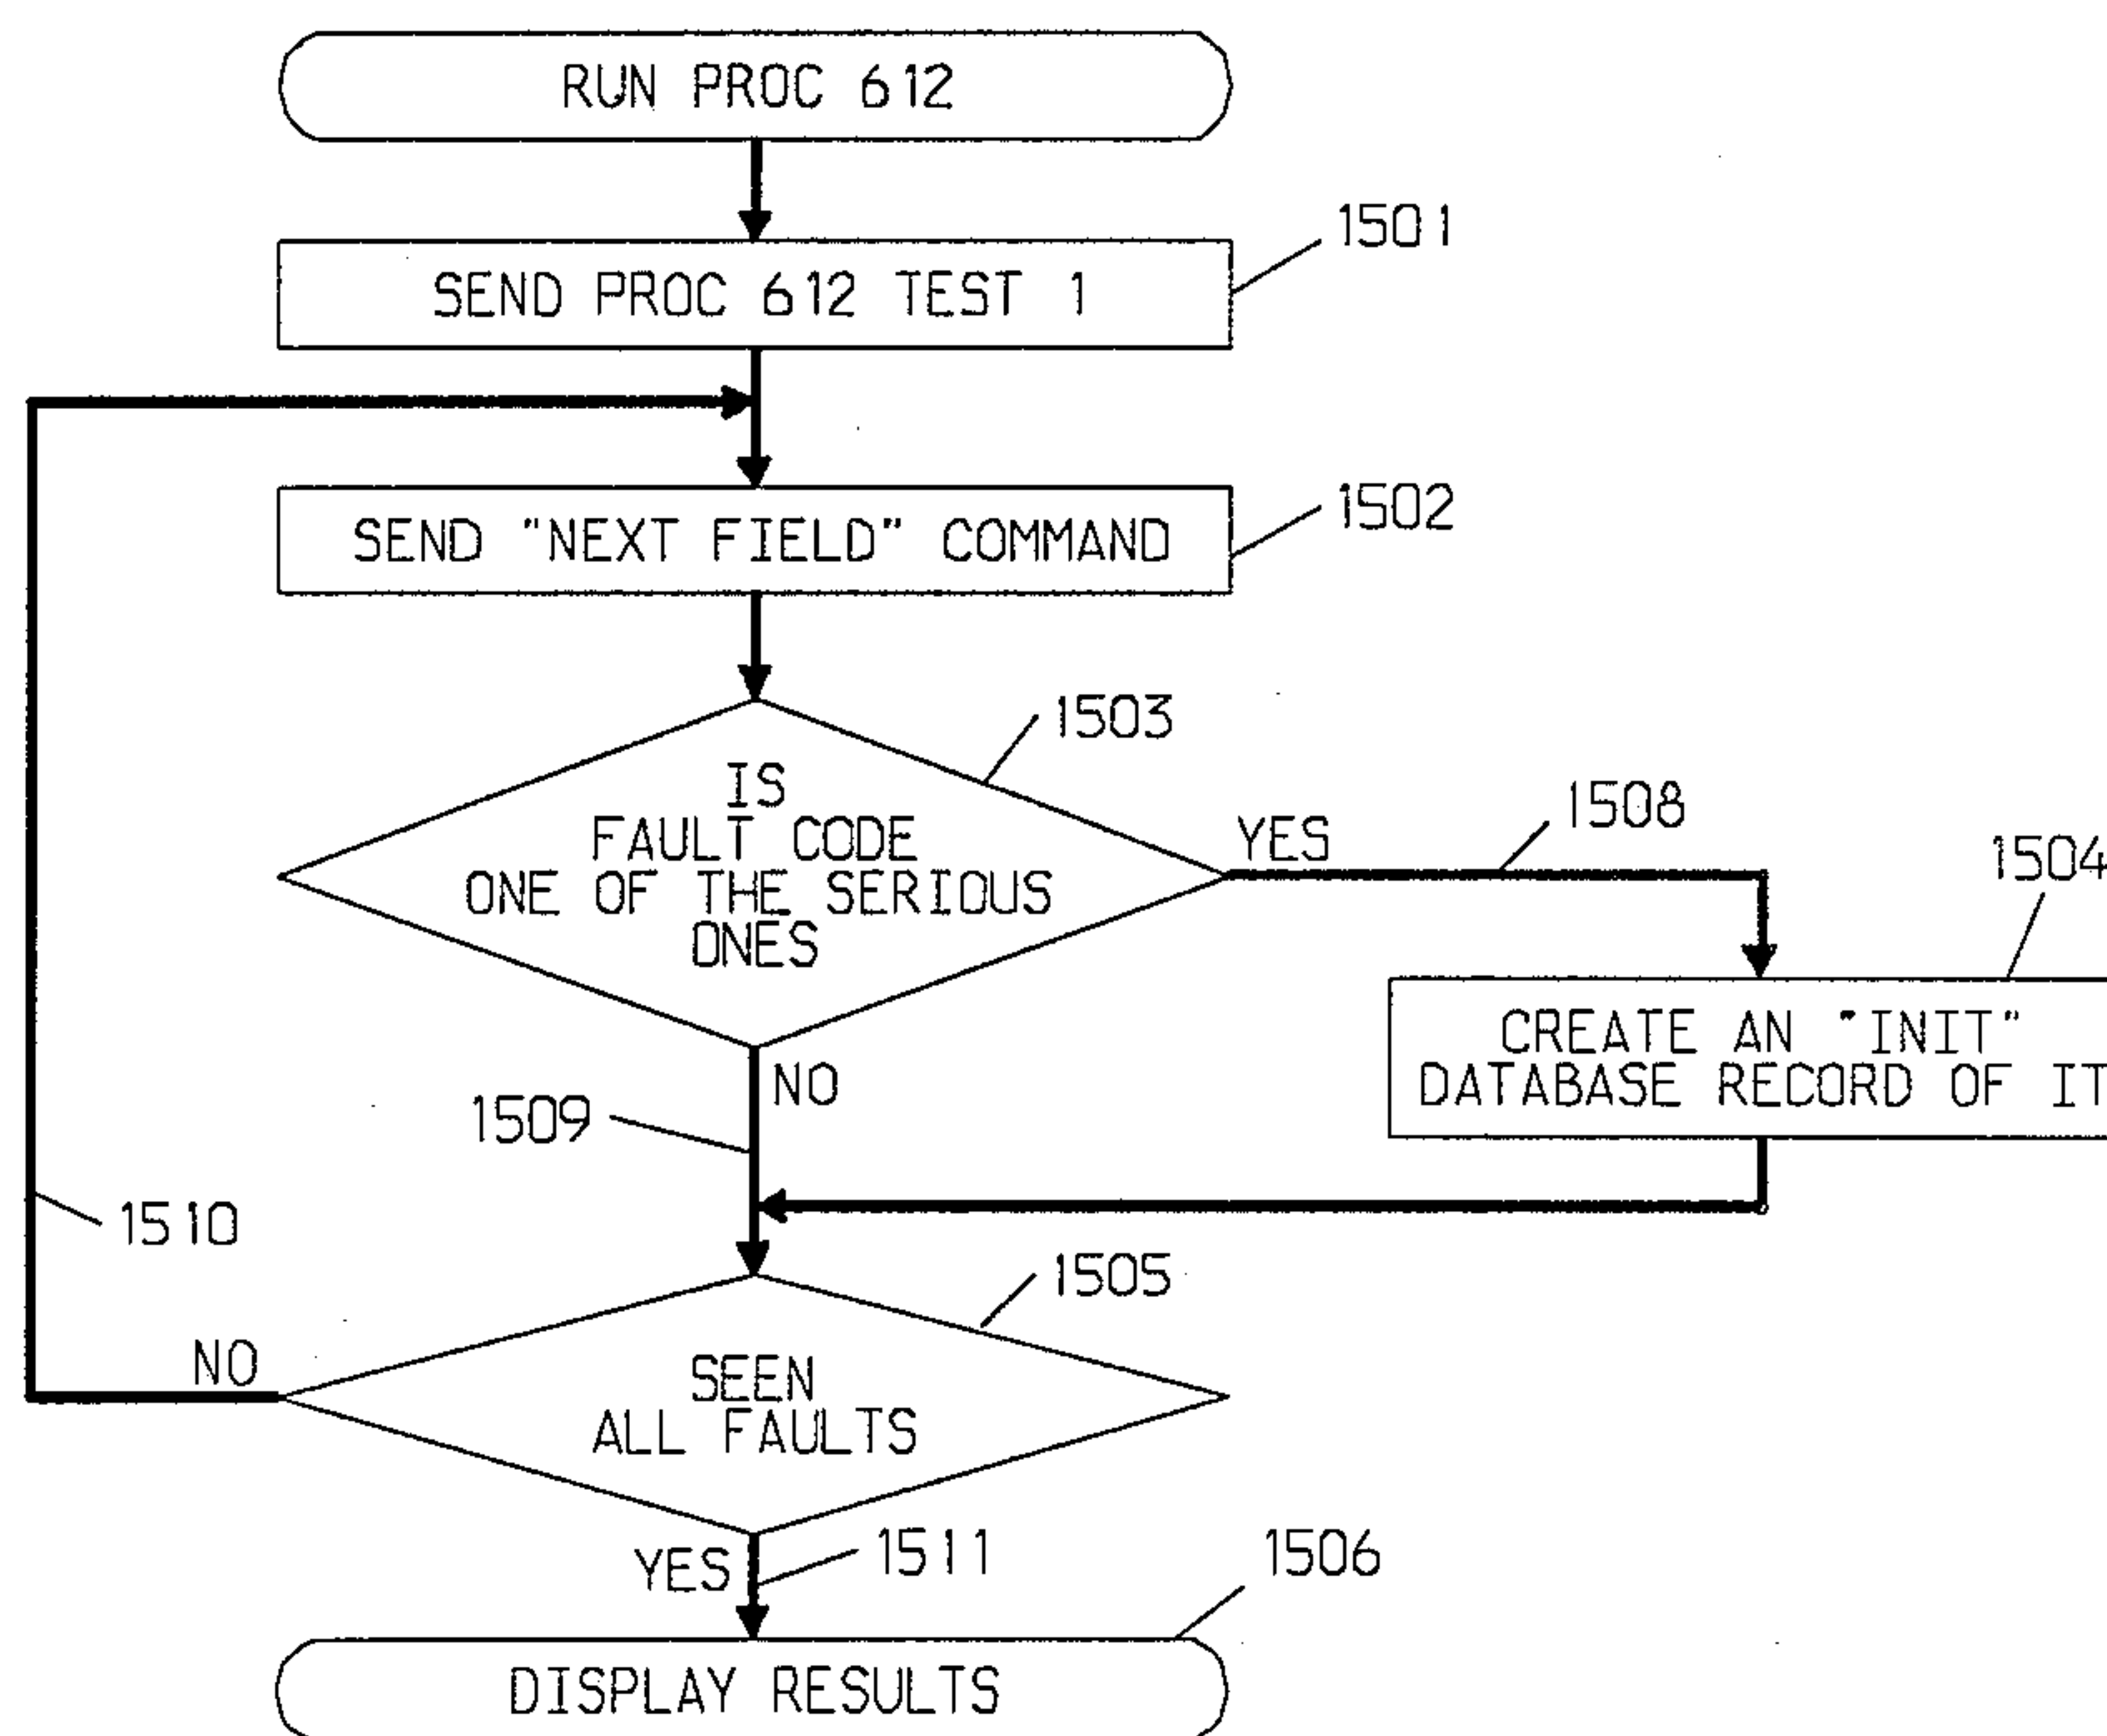 RUN PROC 612
1501
SEND PROC 612 TEST 1
1502
SEND "NEXT FIELD" COMMAND
1503
IS
FAULT CODE
ONE OF THE SERIOUS
ONES
YES
1508
1504
CREATE AN "INIT"
DATABASE RECORD OF IT
NO
1509
1510
1505
SEEN
ALL FAULTS
NO
YES
1511
1506
DISPLAY RESULTS